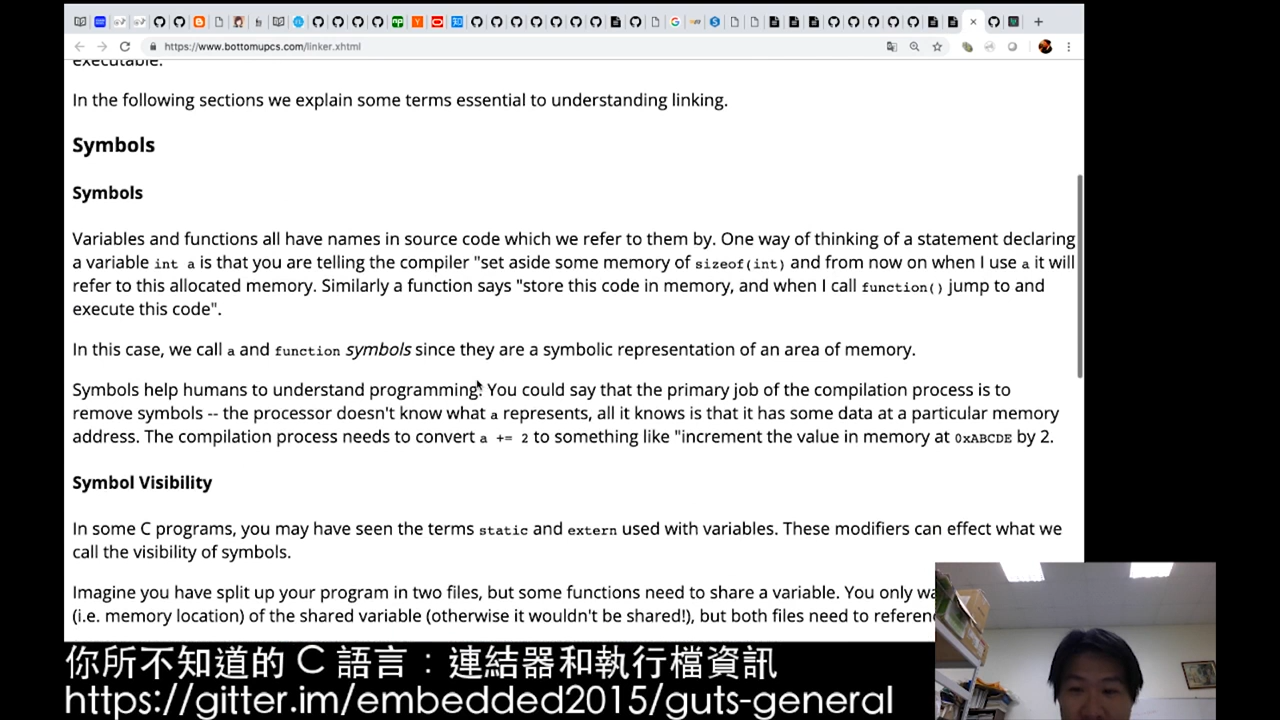 https://www.bottomupcs.com/linker.xhtml
executable.
In the following sections we explain some terms essential to understanding linking.
Symbols
Symbols
Variables and functions all have names in source code which we refer to them by. One way of thinking of a statement declaring
a variable int a is that you are telling the compiler "set aside some memory of sizeof(int) and from now on when I use a it will
refer to this allocated memory. Similarly a function says "store this code in memory, and when I call function() jump to and
execute this code".
In this case, we call a and function symbols since they are a symbolic representation of an area of memory.
Symbols help humans to understand programming. You could say that the primary job of the compilation process is to
remove symbols -- the processor doesn't know what a represents, all it knows is that it has some data at a particular memory
address. The compilation process needs to convert a += 2 to something like "increment the value in memory at 0xABCDE by 2.
Symbol Visibility
In some C programs, you may have seen the terms static and extern used with variables. These modifiers can effect what we
call the visibility of symbols.
Imagine you have split up your program in two files, but some functions need to share a variable. You only
(i.e. memory location) of the shared variable (otherwise it wouldn't be shared!), but both files need to
你所不知道的 C 語言：連結器和執行檔資訊
https://gitter.im/embedded2015/guts-general